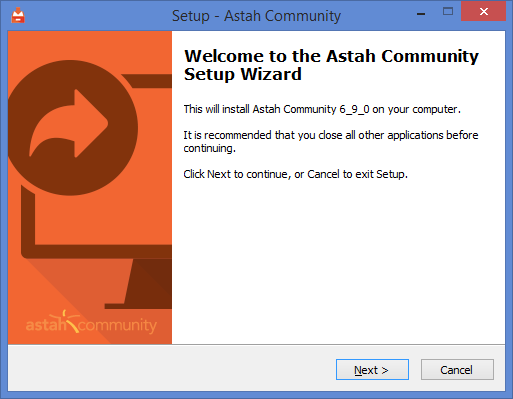 Setup - Astah Community
Welcome to the Astah Community
Setup Wizard
This will install Astah Community 6_9_0 on your computer.
It is recommended that you close all other applications before
continuing.
Click Next to continue, or Cancel to exit Setup.
astah community
Next >
Cancel